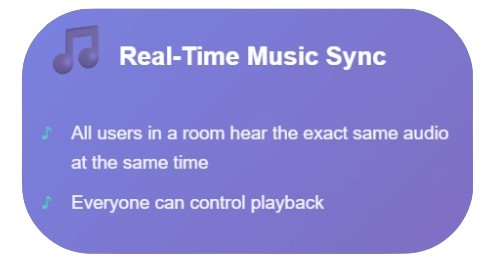 Real-Time Music Sync
All users in a room hear the exact same audio
at the same time
Everyone can control playback